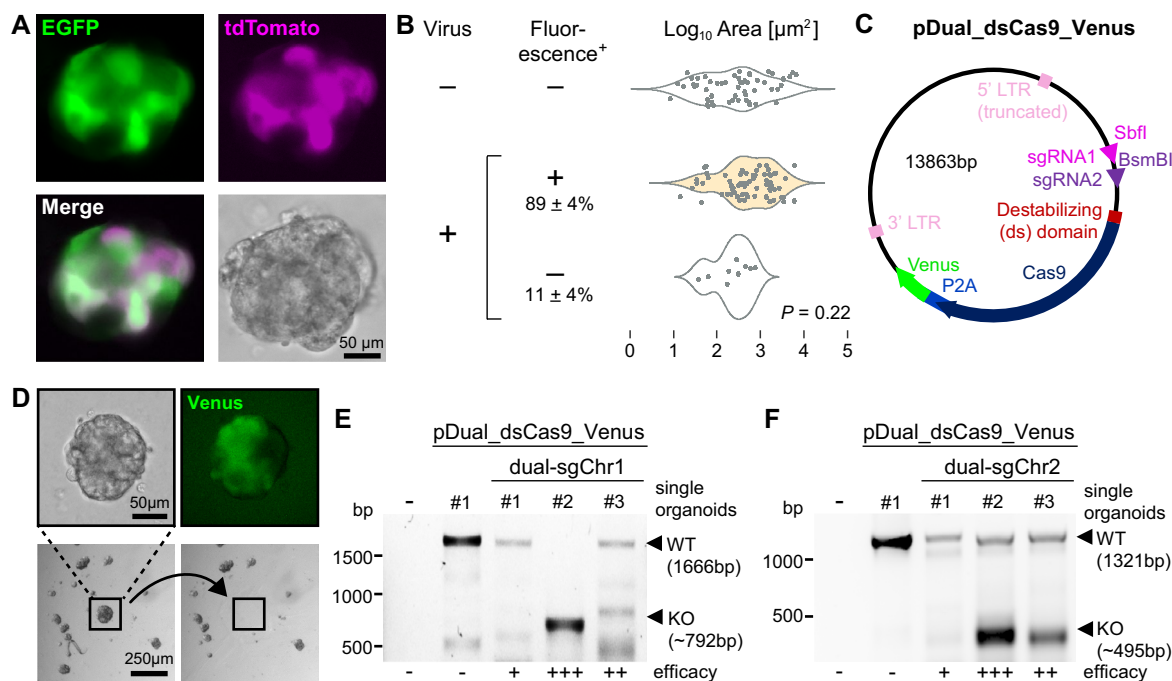 A
EGFP
tdTomato
Merge
50 µm
B
Virus
Fluor-
escence+
Log10 Area [µm²]
−
−
+
+
89 ± 4%
−
11 ± 4%
P = 0.22
0 1 2 3 4 5
C
pDual_dsCas9_Venus
5' LTR
(truncated)
SbfI
sgRNA1
BsmBI
sgRNA2
13863bp
Destabilizing
(ds) domain
3' LTR
Venus
P2A
Cas9
D
Venus
50µm
250µm
E
pDual_dsCas9_Venus
dual-sgChr1
- #1 #1 #2 #3 single
organoids
bp
1500
1000
500
WT
(1666bp)
KO
(~792bp)
- - + +++ ++ efficacy
F
pDual_dsCas9_Venus
dual-sgChr2
- #1 #1 #2 #3 single
organoids
bp
1000
500
WT
(1321bp)
KO
(~495bp)
- - + +++ ++ efficacy